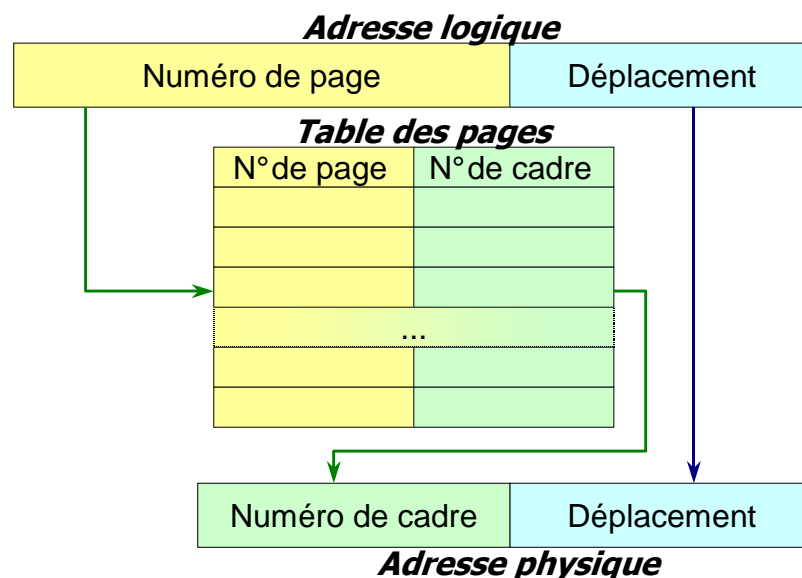 Adresse logique
Numéro de page Déplacement
Table des pages
N° de page N° de cadre
...
Numéro de cadre Déplacement
Adresse physique